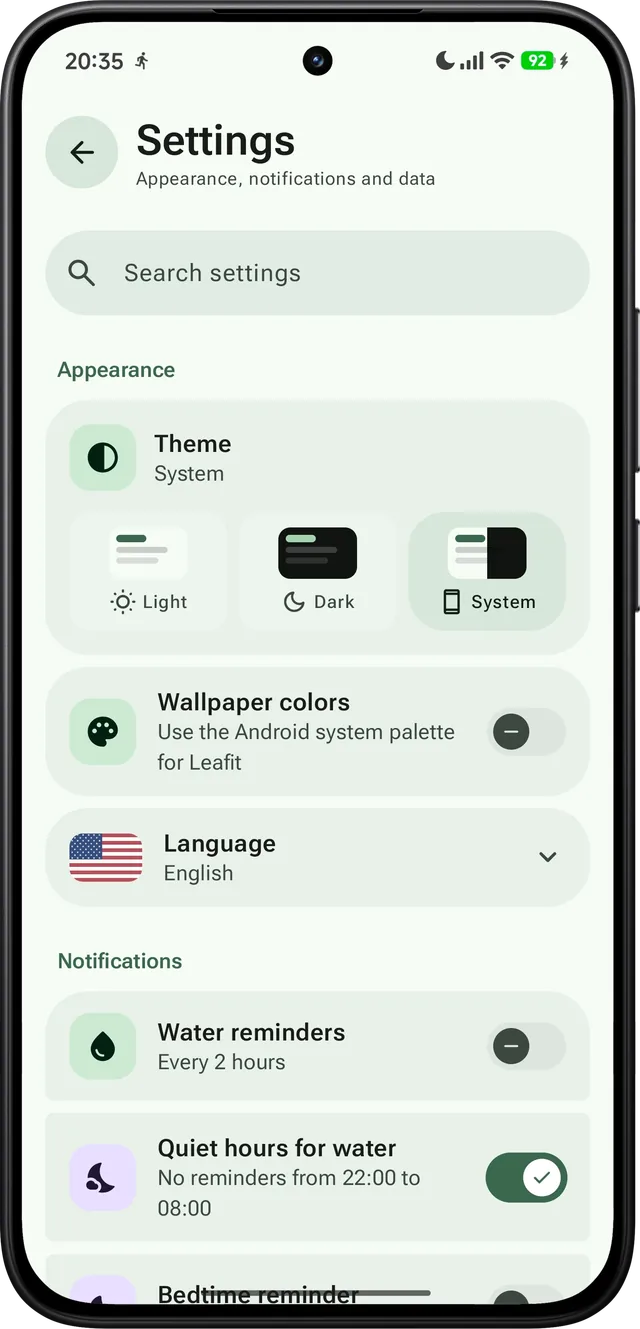 20:35
92
Settings
Appearance, notifications and data
Search settings
Appearance
Theme
System
Light
Dark
System
Wallpaper colors
Use the Android system palette
for Leafit
Language
English
Notifications
Water reminders
Every 2 hours
Quiet hours for water
No reminders from 22:00 to
08:00
Bedtime reminder